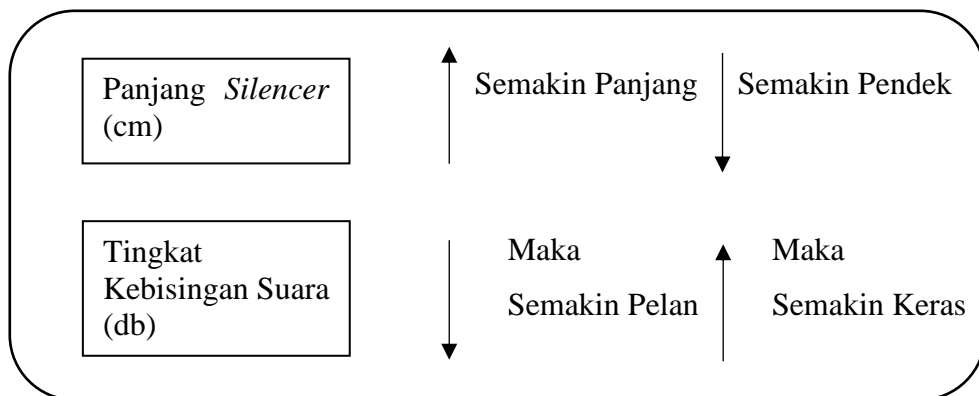 Panjang Silencer
(cm)
Semakin Panjang
Semakin Pendek
Tingkat
Kebisingan Suara
(db)
Maka
Semakin Pelan
Maka
Semakin Keras